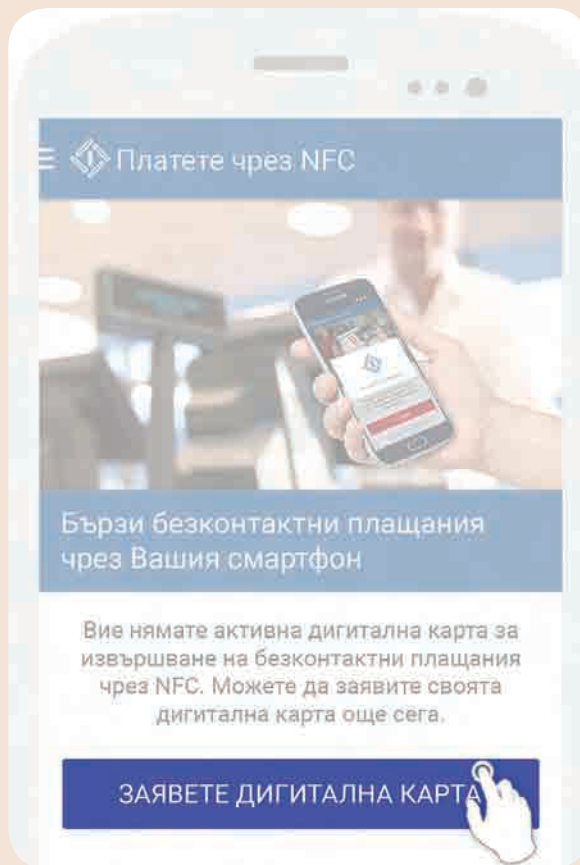 Платете чрез NFC
Бързи безконтактни плащания
чрез Вашия смартфон
Вие нямате активна дигитална карта за
извършване на безконтактни плащания
чрез NFC. Можете да заявите своята
дигитална карта още сега.
ЗАЯВЕТЕ ДИГИТАЛНА КАРТА